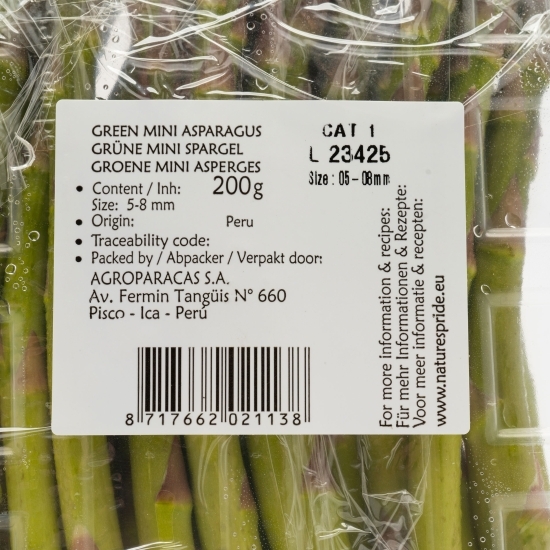 GREEN MINI ASPARAGUS
GRÜNE MINI SPARGEL
GROENE MINI ASPERGES
• Content / Inh: 200g
Size: 5-8 mm
• Origin: Peru
• Traceability code:
• Packed by / Abpacker / Verpakt door:
AGROPARACAS S.A.
Av. Fermin Tangüis N° 660
Pisco - Ica - Perú
8 717662 021138
CAT 1
L 23425
Size : 05 - 08mm
For more information & recipes:
Für mehr Informationen & Rezepte:
Voor meer informatie & recepten:
www.naturespride.eu